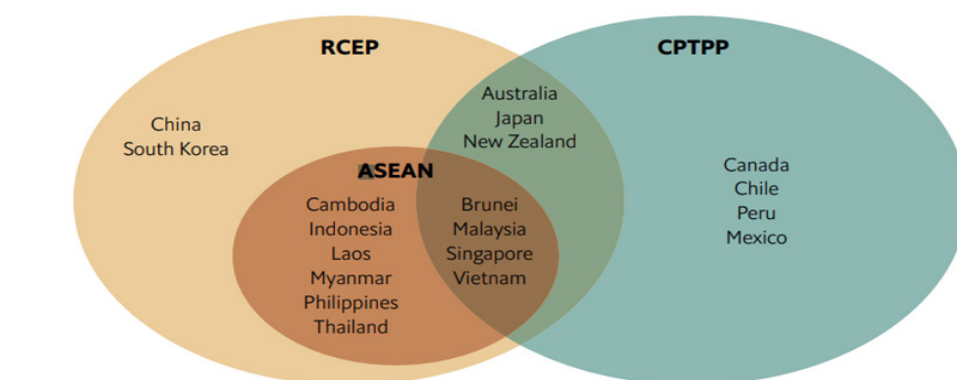 RCEP
CPTPP
China
South Korea
Australia
Japan
New Zealand
ASEAN
Cambodia
Indonesia
Laos
Myanmar
Philippines
Thailand
Brunei
Malaysia
Singapore
Vietnam
Canada
Chile
Peru
Mexico